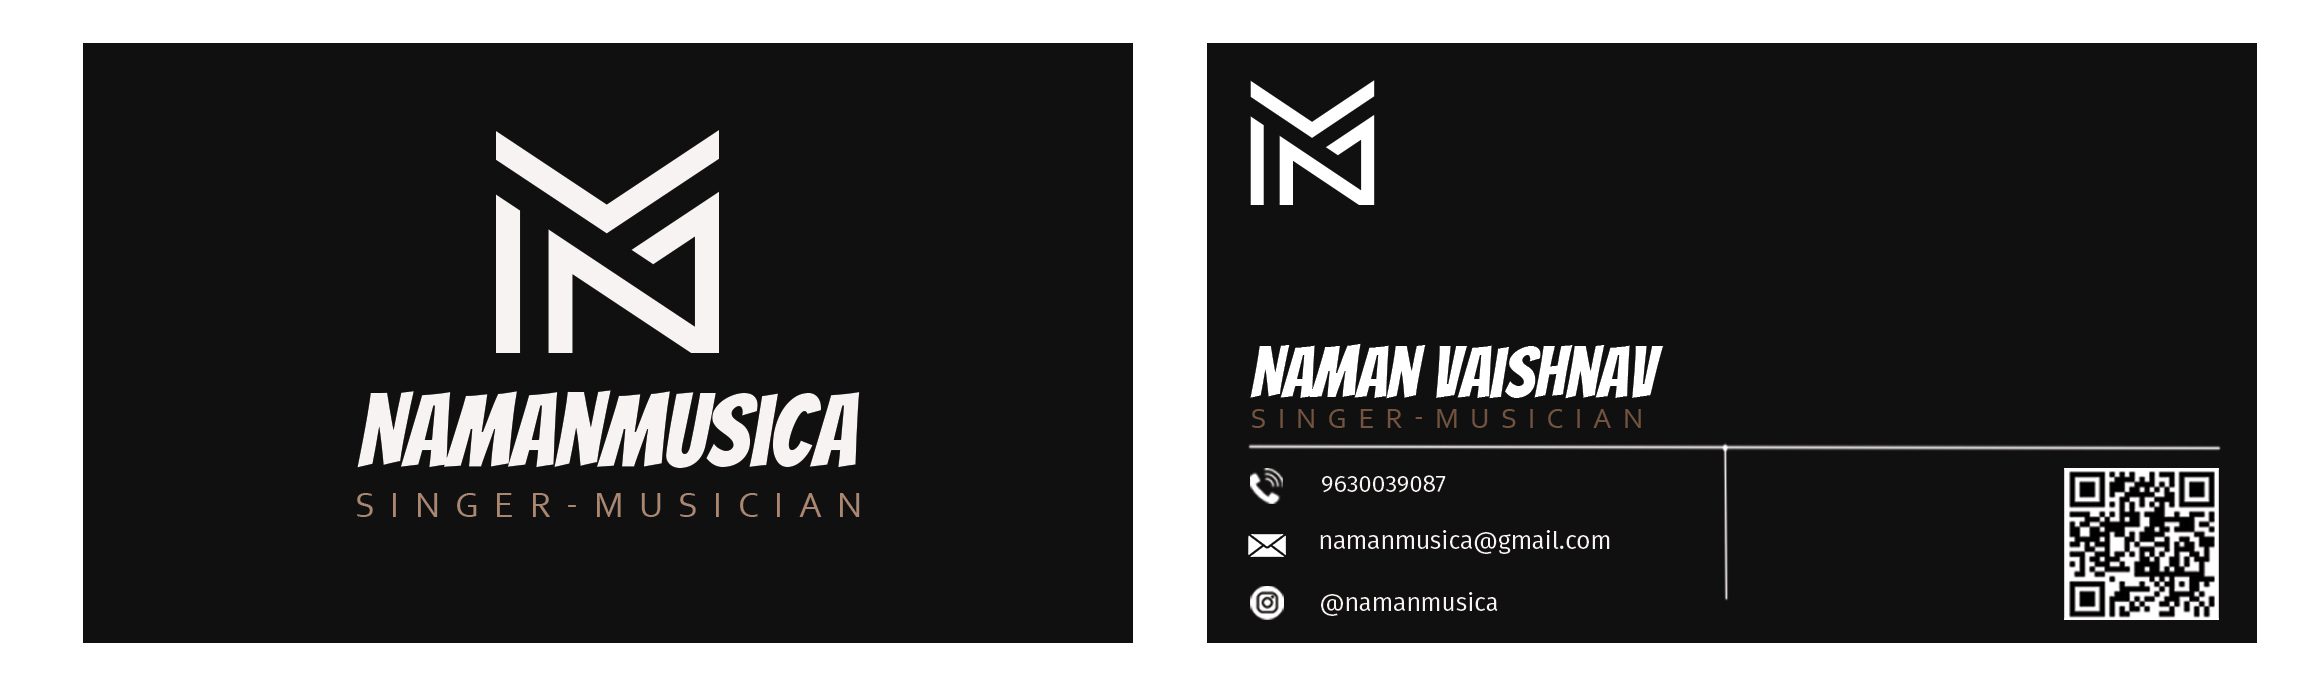 NAMANMUSICA
SINGER-MUSICIAN
NAMAN VAISHNAV
SINGER-MUSICIAN
9630039087
namanmusica@gmail.com
@namanmusica